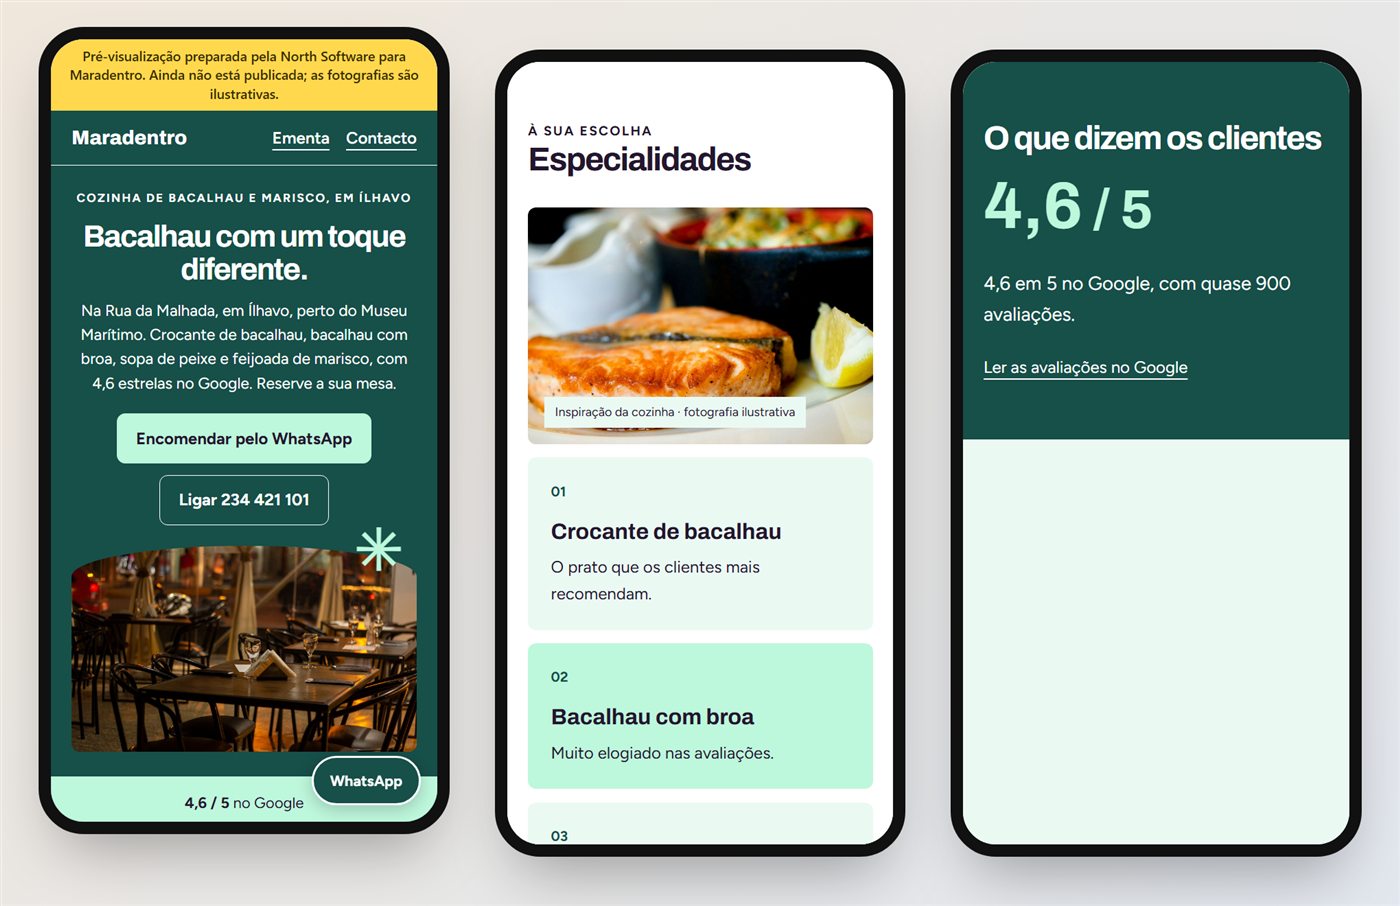 Pré-visualização preparada pela North Software para
Maradentro. Ainda não está publicada; as fotografias são
ilustrativas.
Maradentro
Ementa
Contacto
COZINHA DE BACALHAU E MARISCO, EM ÍLHAVO
Bacalhau com um toque
diferente.
Na Rua da Malhada, em Ílhavo, perto do Museu
Marítimo. Crocante de bacalhau, bacalhau com
broa, sopa de peixe e feijoada de marisco, com
4,6 estrelas no Google. Reserve a sua mesa.
Encomendar pelo WhatsApp
Ligar 234 421 101
WhatsApp
4,6 / 5 no Google
À SUA ESCOLHA
Especialidades
Inspiração da cozinha · fotografia ilustrativa
01
Crocante de bacalhau
O prato que os clientes mais
recomendam.
02
Bacalhau com broa
Muito elogiado nas avaliações.
03
O que dizem os clientes
4,6 / 5
4,6 em 5 no Google, com quase 900
avaliações.
Ler as avaliações no Google